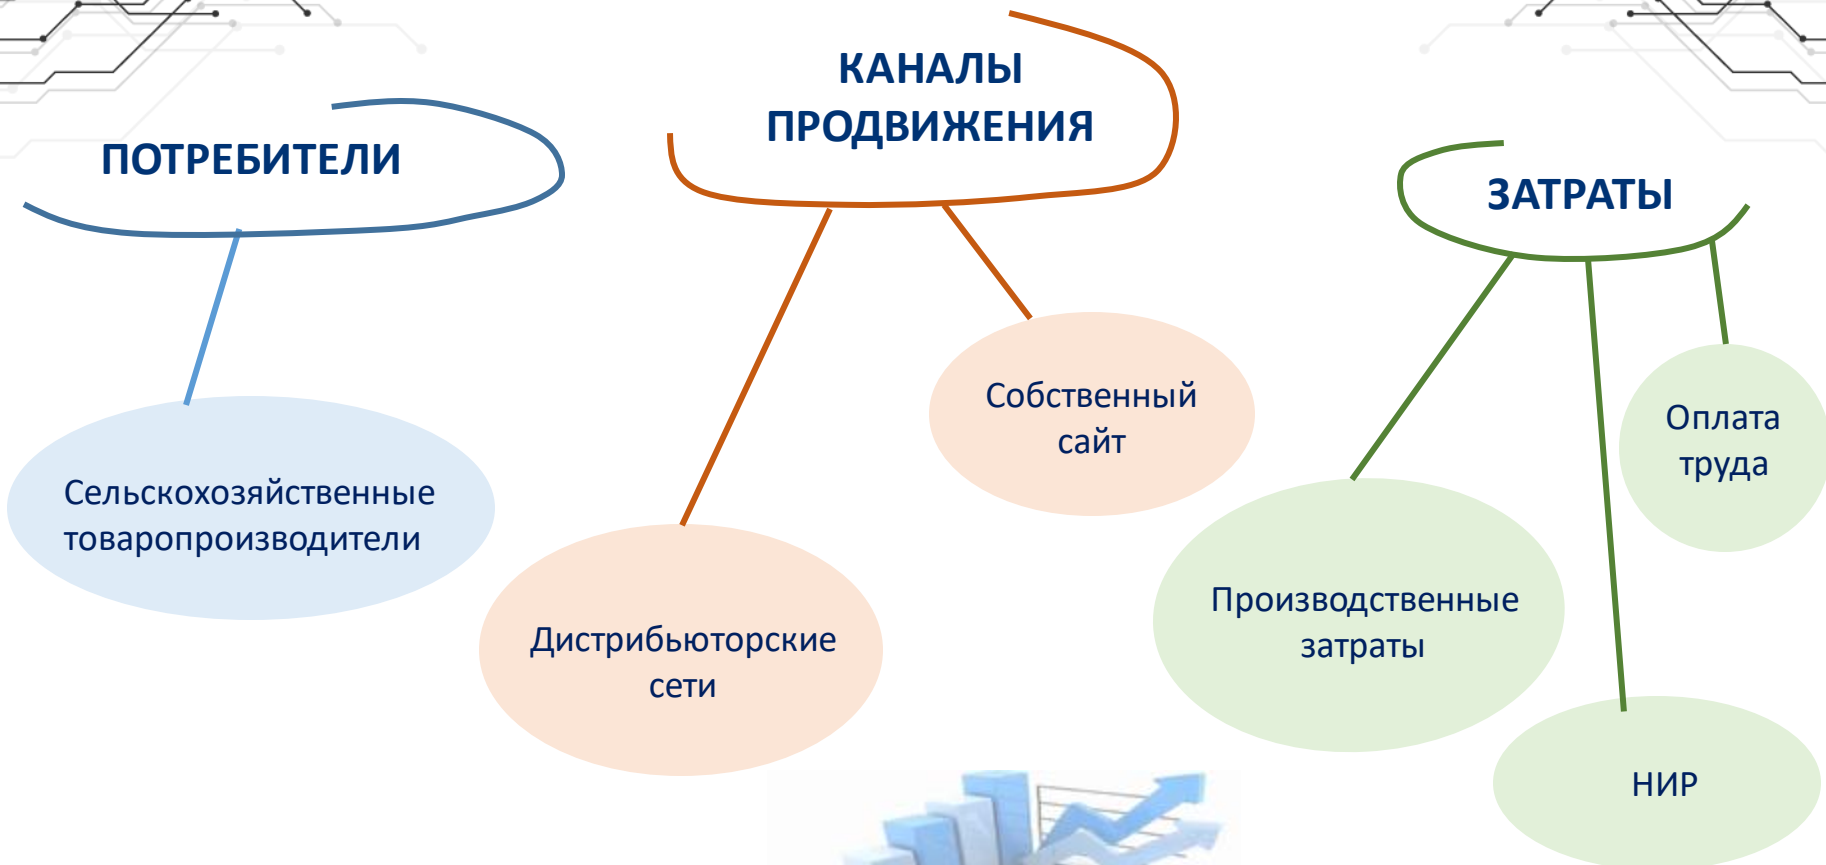 ПОТРЕБИТЕЛИ
Сельскохозяйственные
товаропроизводители
КАНАЛЫ
ПРОДВИЖЕНИЯ
Дистрибьюторские
сети
Собственный
сайт
ЗАТРАТЫ
Производственные
затраты
НИР
Оплата
труда